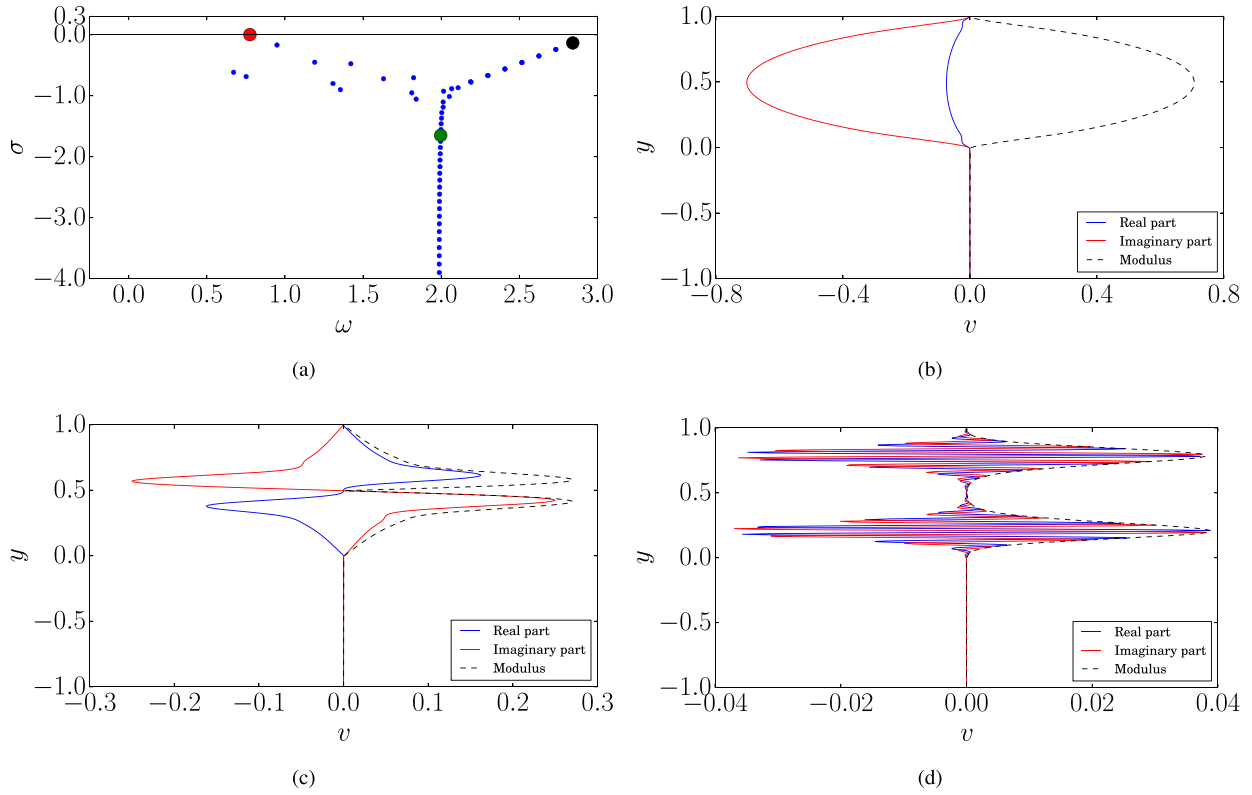 0.3
0.0
−1.0
−2.0
−3.0
−4.0
σ
0.0 0.5 1.0 1.5 2.0 2.5 3.0
ω
(a)
1.0
0.5
0.0
−0.5
−1.0
y
−0.8 −0.4 0.0 0.4 0.8
v
Real part
Imaginary part
Modulus
(b)
1.0
0.5
0.0
−0.5
−1.0
y
−0.3 −0.2 −0.1 0.0 0.1 0.2 0.3
v
Real part
Imaginary part
Modulus
(c)
1.0
0.5
0.0
−0.5
−1.0
y
−0.04 −0.02 0.00 0.02 0.04
v
Real part
Imaginary part
Modulus
(d)